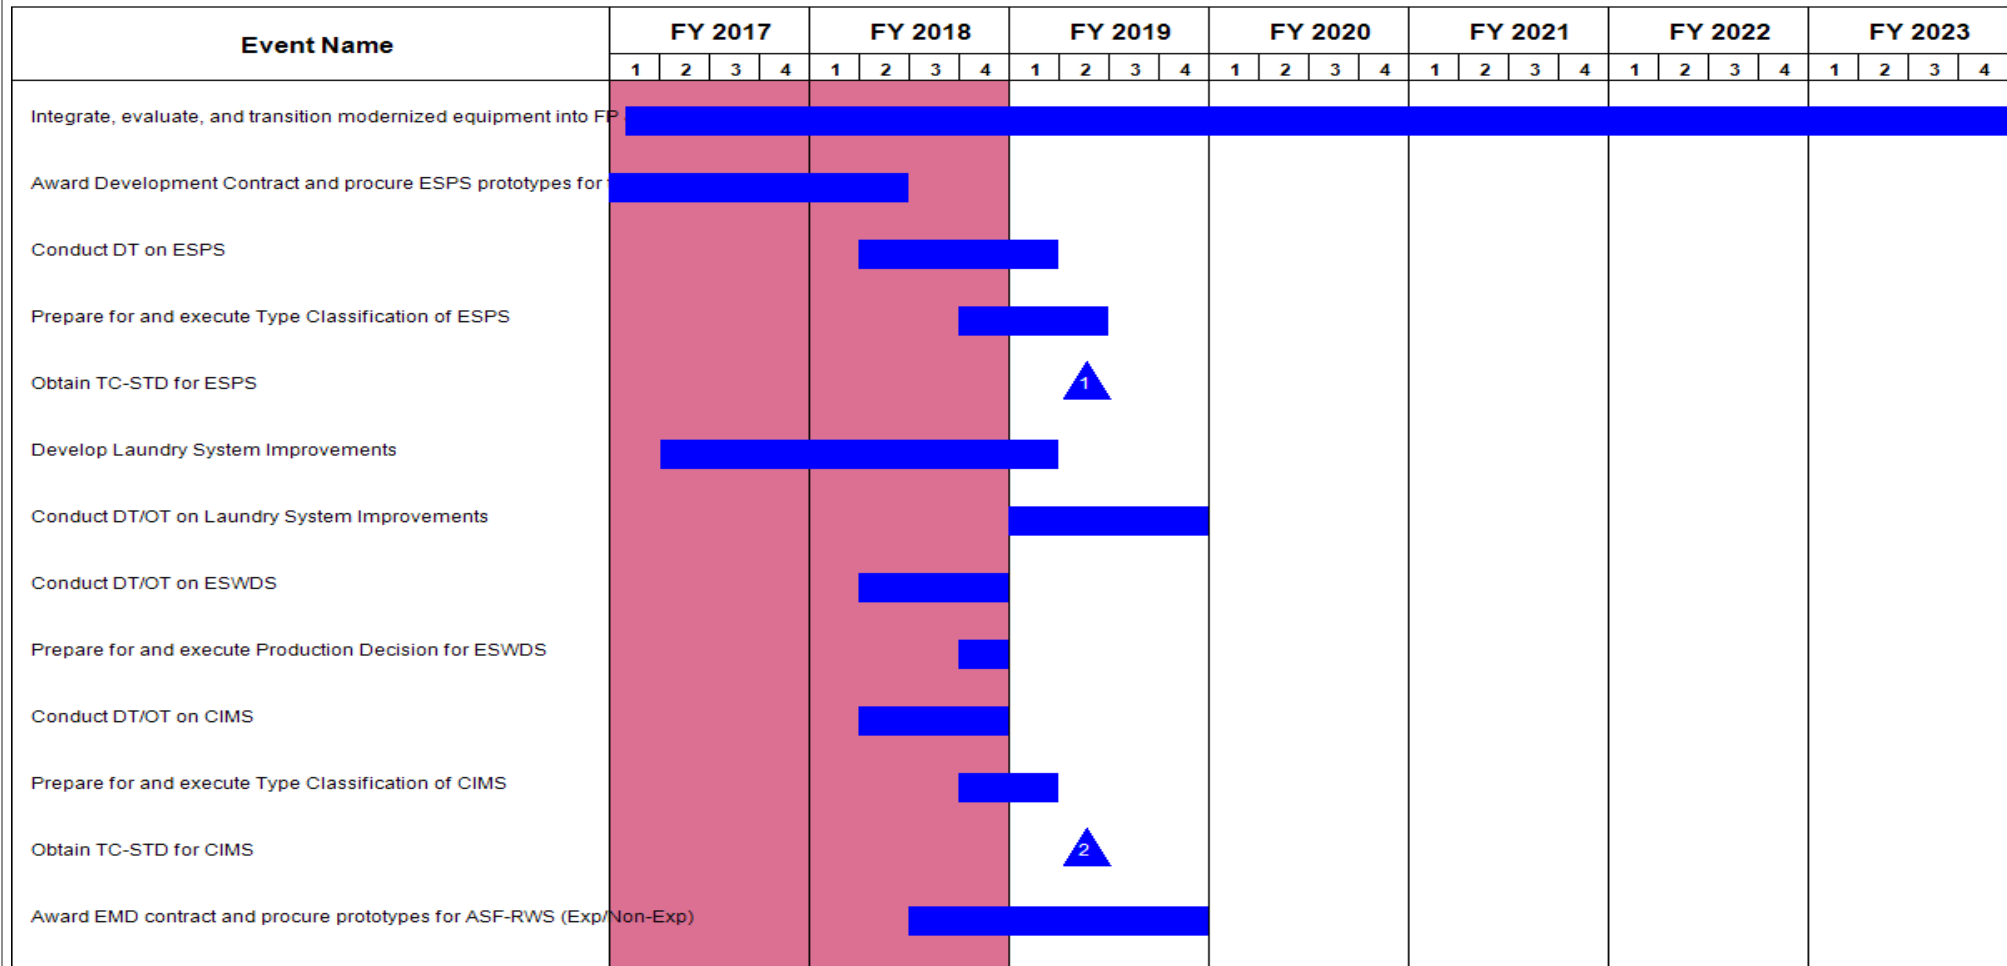 Event Name
FY 2017 FY 2018 FY 2019 FY 2020 FY 2021 FY 2022 FY 2023
1 2 3 4 1 2 3 4 1 2 3 4 1 2 3 4 1 2 3 4 1 2 3 4 1 2 3 4
Integrate, evaluate, and transition modernized equipment into FP
Award Development Contract and procure ESPS prototypes for
Conduct DT on ESPS
Prepare for and execute Type Classification of ESPS
Obtain TC-STD for ESPS
1
Develop Laundry System Improvements
Conduct DT/OT on Laundry System Improvements
Conduct DT/OT on ESWDS
Prepare for and execute Production Decision for ESWDS
Conduct DT/OT on CIMS
Prepare for and execute Type Classification of CIMS
Obtain TC-STD for CIMS
2
Award EMD contract and procure prototypes for ASF-RWS (Exp/Non-Exp)